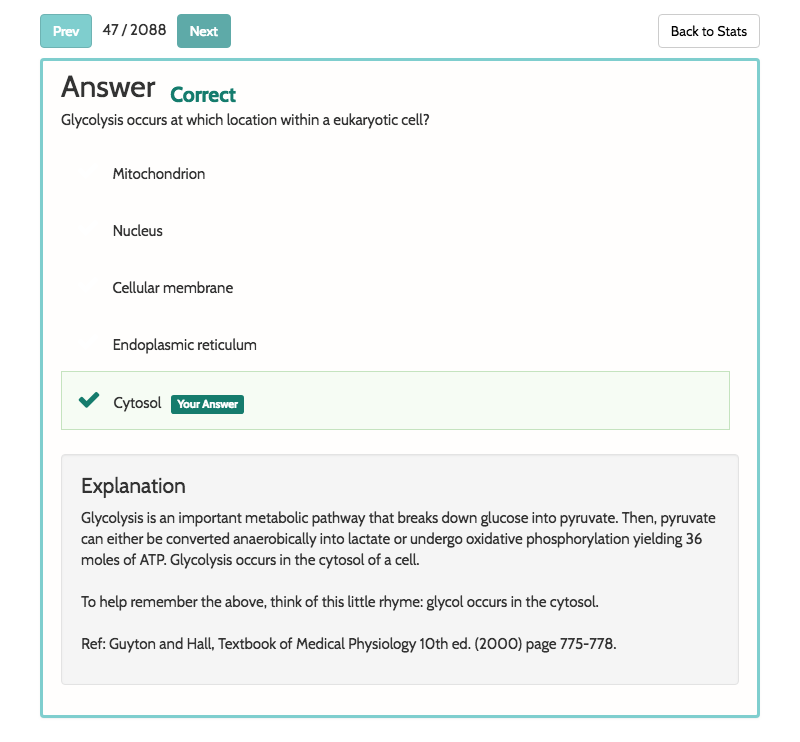 Prev 47 / 2088 Next Back to Stats
Answer Correct
Glycolysis occurs at which location within a eukaryotic cell?
Mitochondrion
Nucleus
Cellular membrane
Endoplasmic reticulum
Cytosol Your Answer
Explanation
Glycolysis is an important metabolic pathway that breaks down glucose into pyruvate. Then, pyruvate
can either be converted anaerobically into lactate or undergo oxidative phosphorylation yielding 36
moles of ATP. Glycolysis occurs in the cytosol of a cell.
To help remember the above, think of this little rhyme: glycol occurs in the cytosol.
Ref: Guyton and Hall, Textbook of Medical Physiology 10th ed. (2000) page 775-778.